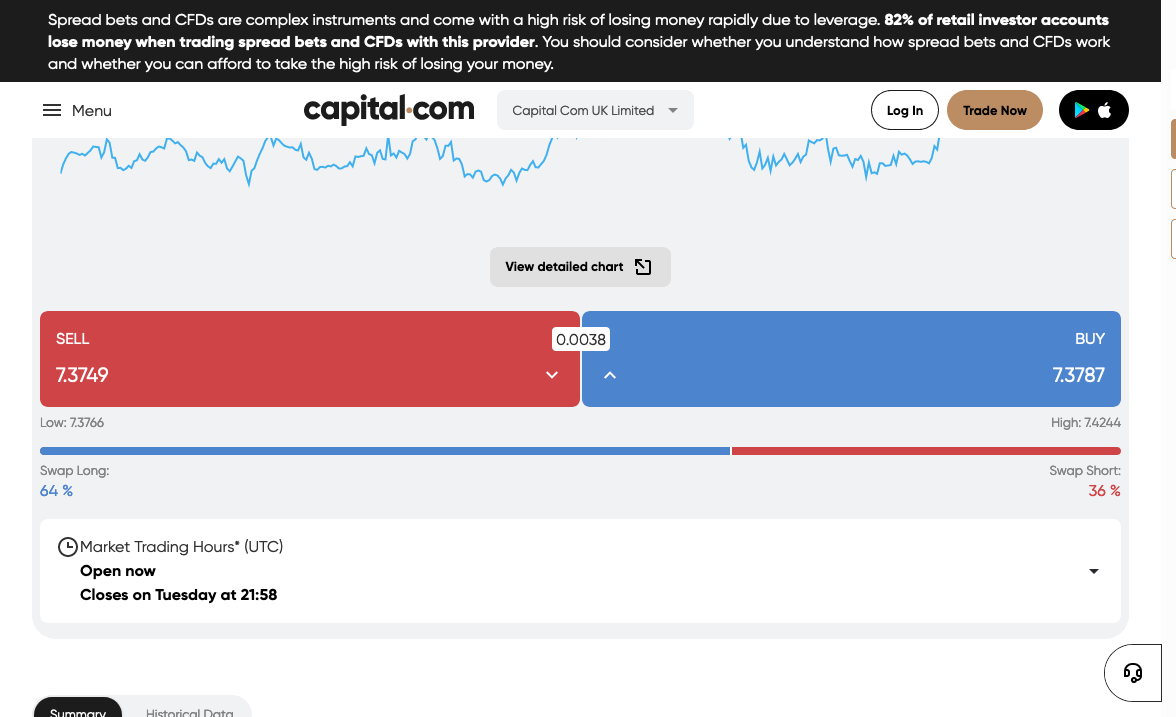 Spread bets and CFDs are complex instruments and come with a high risk of losing money rapidly due to leverage. 82% of retail investor accounts
lose money when trading spread bets and CFDs with this provider. You should consider whether you understand how spread bets and CFDs work
and whether you can afford to take the high risk of losing your money.
Menu
capital.com
Capital Com UK Limited
Log In
Trade Now
View detailed chart
SELL
0.0038
BUY
7.3749
7.3787
Low: 7.3766
High: 7.4244
Swap Long:
Swap Short:
64 %
36 %
Market Trading Hours* (UTC)
Open now
Closes on Tuesday at 21:58
Summary
Historical Data